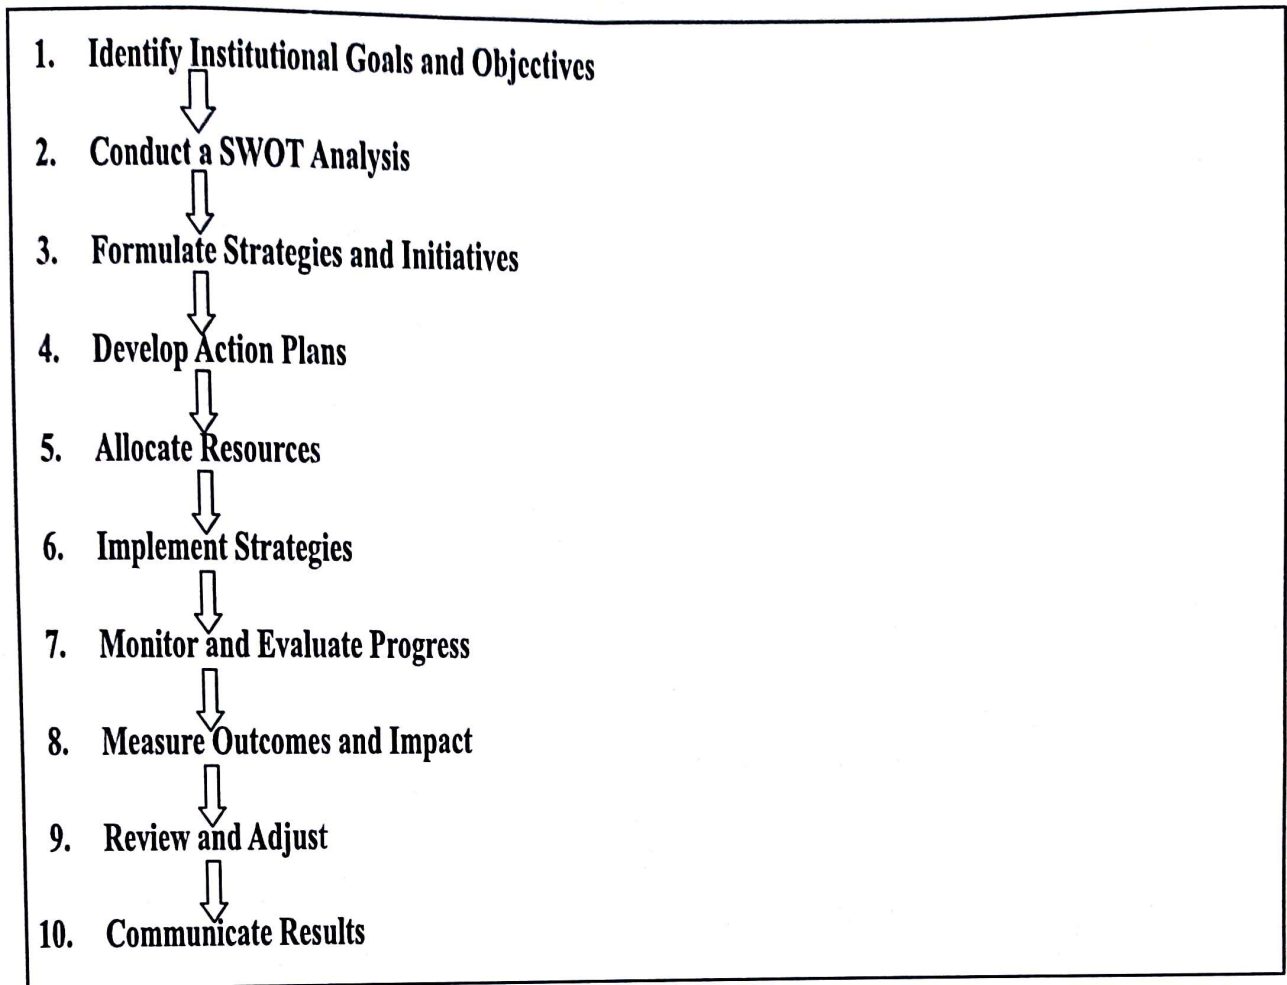 1. Identify Institutional Goals and Objectives
2. Conduct a SWOT Analysis
3. Formulate Strategies and Initiatives
4. Develop Action Plans
5. Allocate Resources
6. Implement Strategies
7. Monitor and Evaluate Progress
8. Measure Outcomes and Impact
9. Review and Adjust
10. Communicate Results